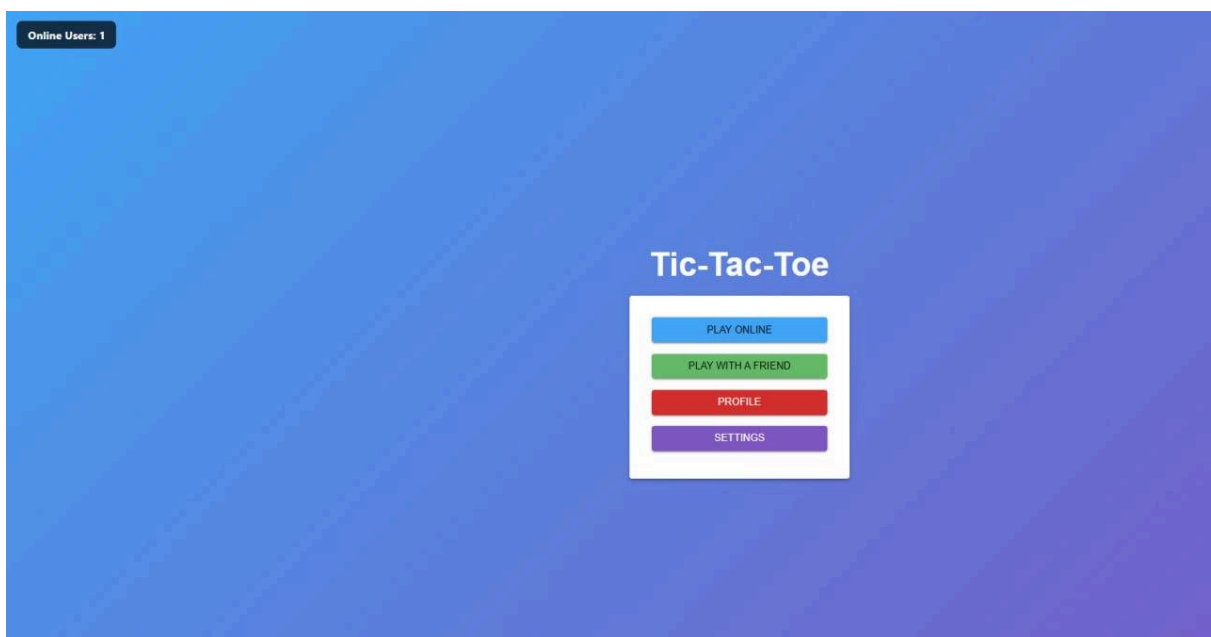 Online Users: 1
Tic-Tac-Toe
PLAY ONLINE
PLAY WITH A FRIEND
PROFILE
SETTINGS